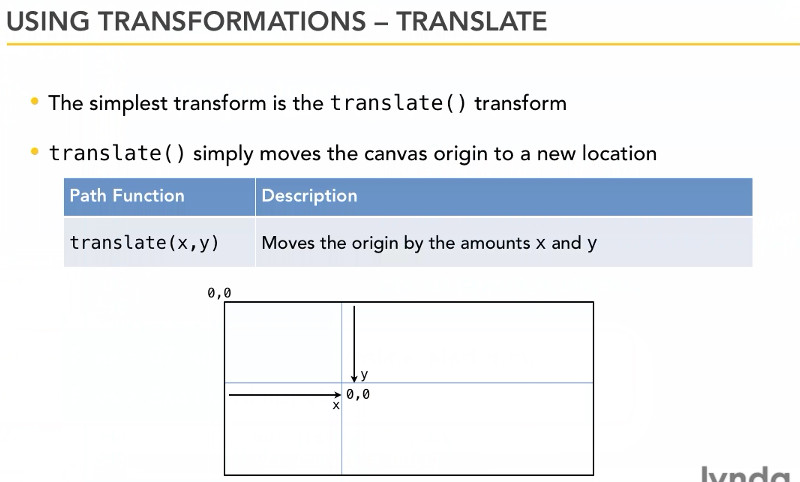 USING TRANSFORMATIONS – TRANSLATE
• The simplest transform is the translate() transform
• translate() simply moves the canvas origin to a new location
Path Function Description
translate(x,y) Moves the origin by the amounts x and y
0,0
y
0,0
x
lynda